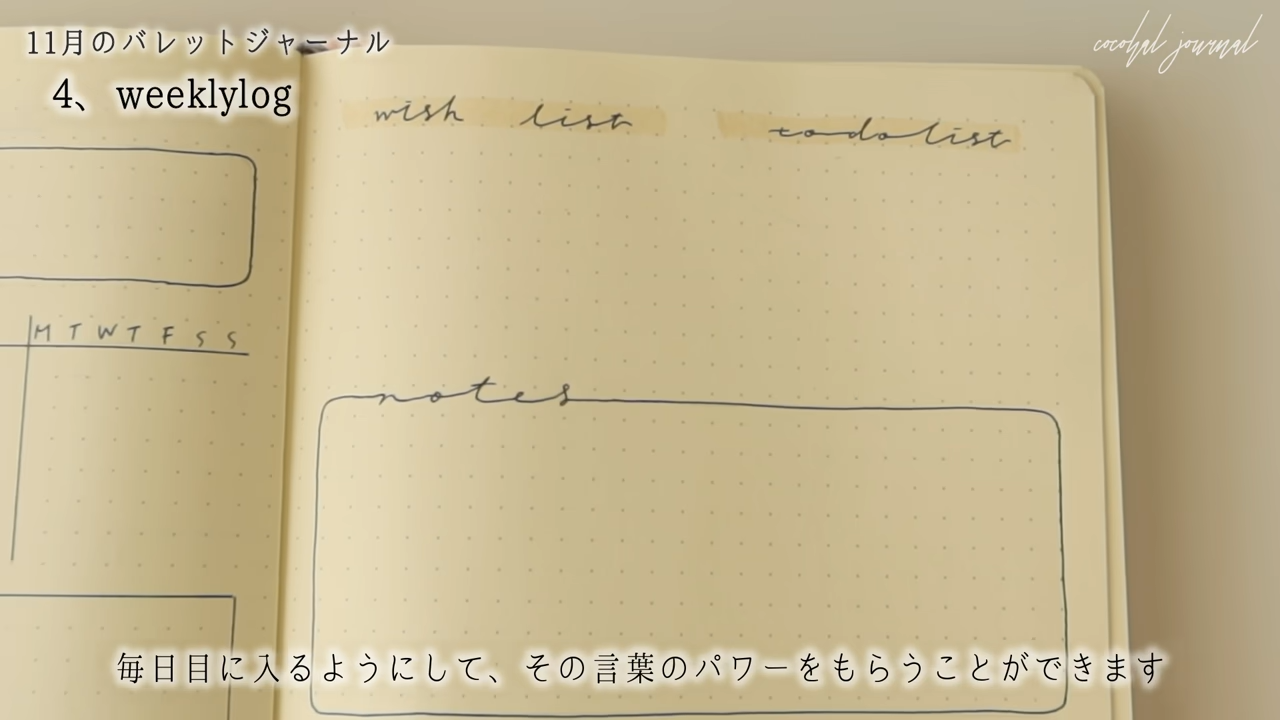 11月のバレットジャーナル
cocohal journal
4、weeklylog
wish list
todo list
M T W T F S S
notes
毎日目に入るようにして、その言葉のパワーをもらうことができます